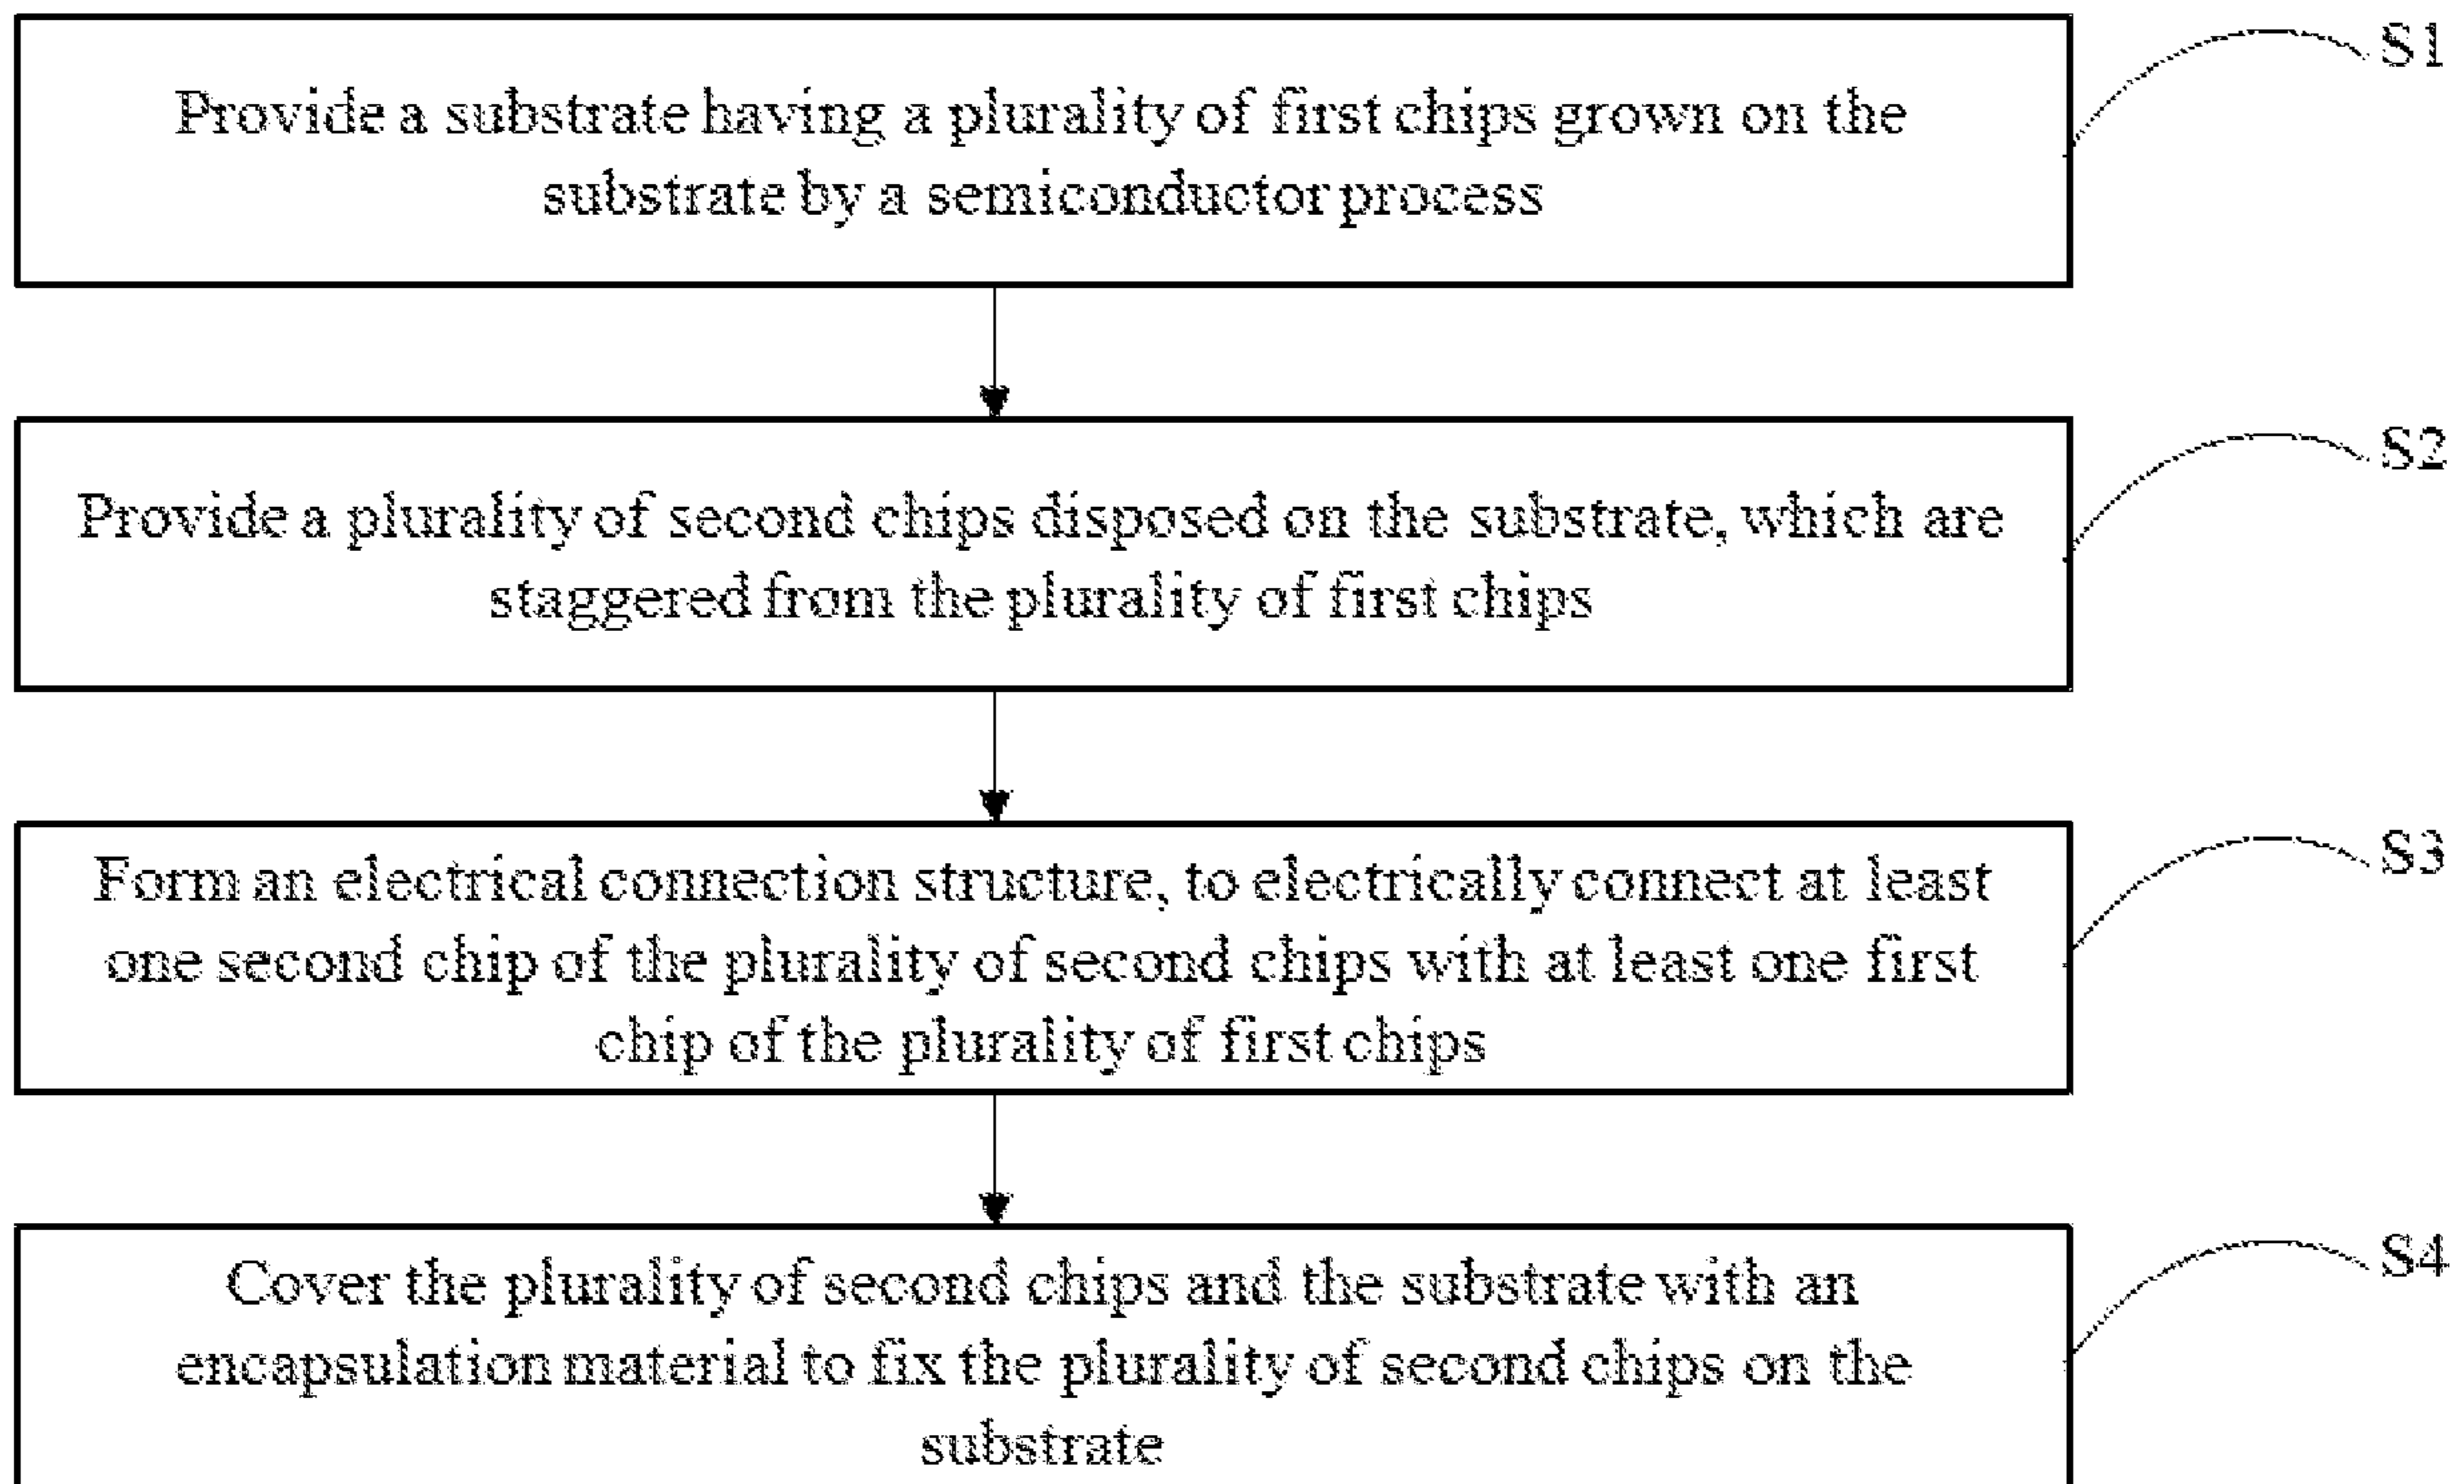 Provide a substrate having a plurality of first chips grown on the
substrate by a semiconductor process
S1
Provide a plurality of second chips disposed on the substrate, which are
staggered from the plurality of first chips
S2
Form an electrical connection structure, to electrically connect at least
one second chip of the plurality of second chips with at least one first
chip of the plurality of first chips
S3
Cover the plurality of second chips and the substrate with an
encapsulation material to fix the plurality of second chips on the
substrate
S4